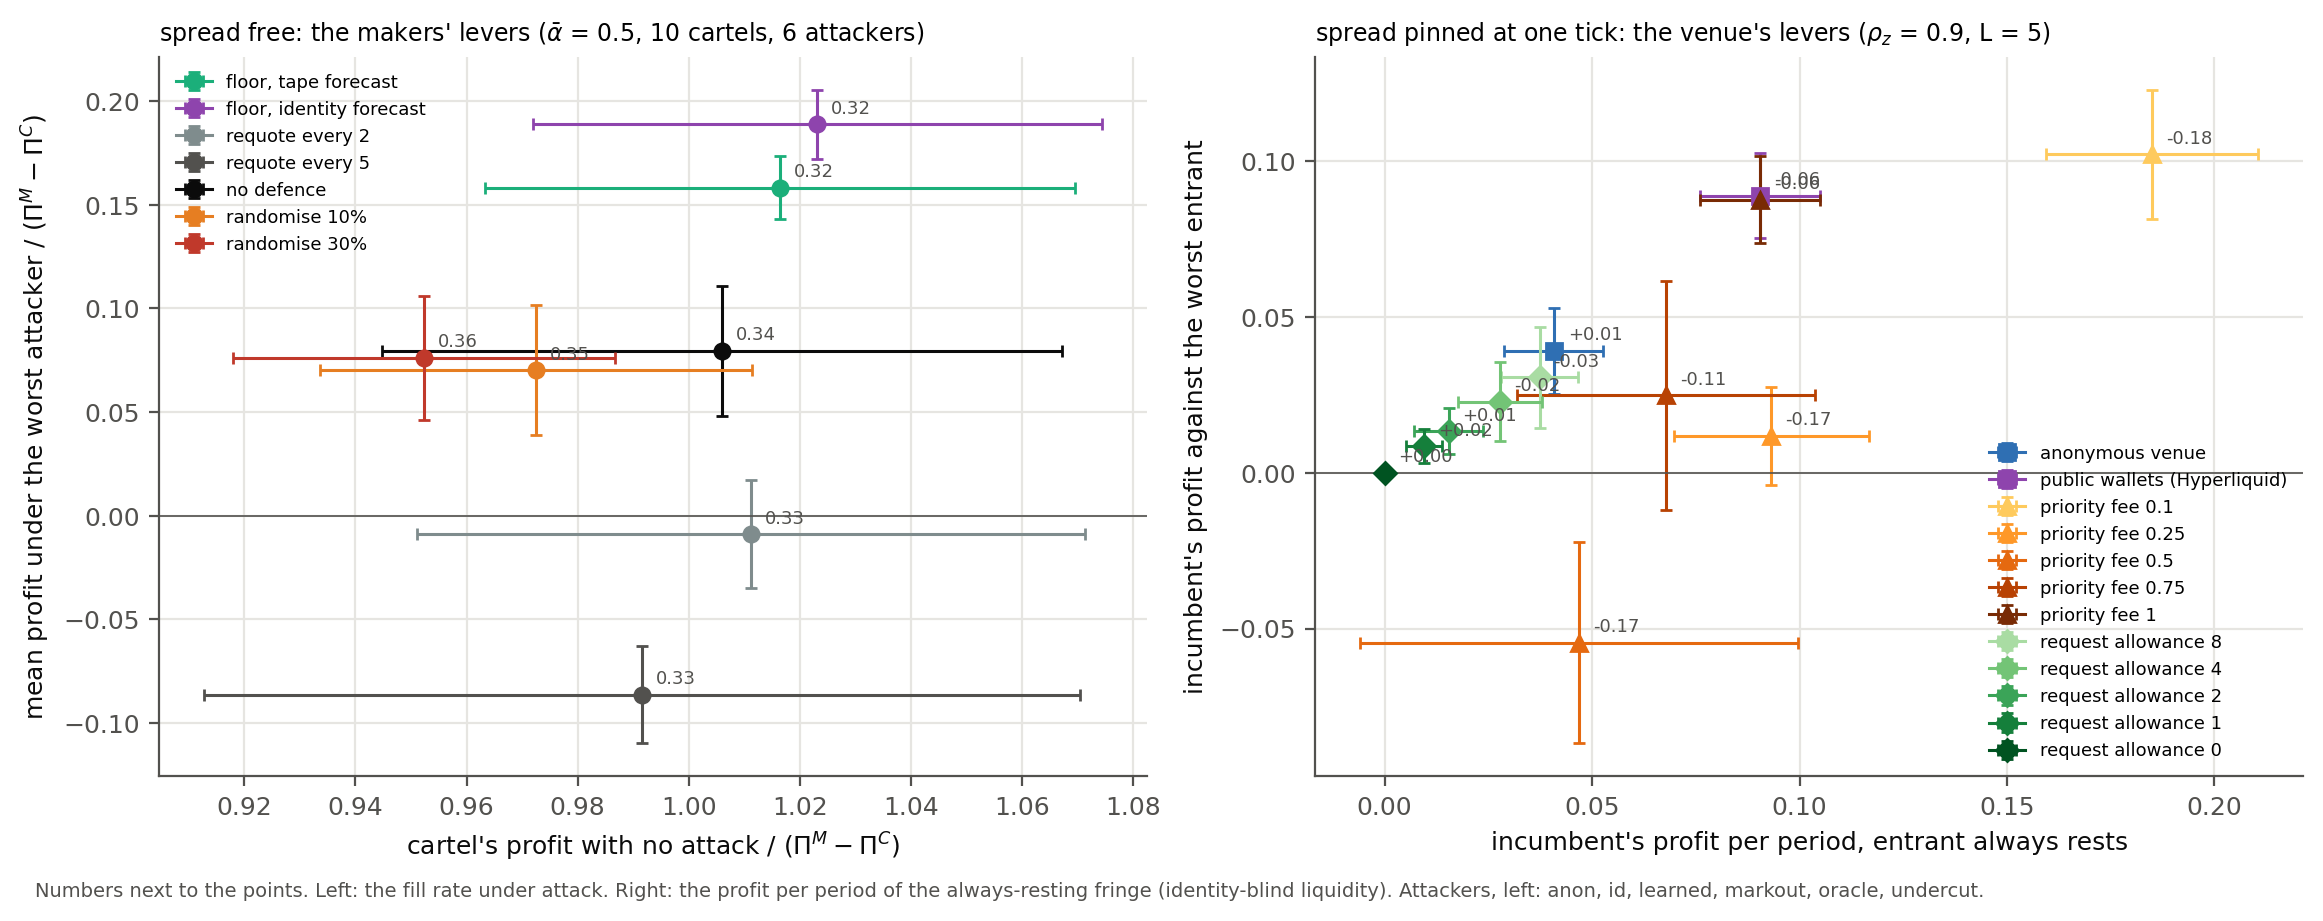 spread free: the makers' levers (ᾱ = 0.5, 10 cartels, 6 attackers)
mean profit under the worst attacker / (Π^M − Π^C)
0.20
0.15
0.10
0.05
0.00
−0.05
−0.10
floor, tape forecast
floor, identity forecast
requote every 2
requote every 5
no defence
randomise 10%
randomise 30%
0.32
0.32
0.34
0.36
0.35
0.33
0.33
0.92 0.94 0.96 0.98 1.00 1.02 1.04 1.06 1.08
cartel's profit with no attack / (Π^M − Π^C)
spread pinned at one tick: the venue's levers (ρ_z = 0.9, L = 5)
incumbent's profit against the worst entrant
0.10
0.05
0.00
−0.05
-0.18
-0.06
-0.06
+0.01
-0.03
-0.02
-0.11
+0.01
-0.17
+0.02
+0.00
-0.17
anonymous venue
public wallets (Hyperliquid)
priority fee 0.1
priority fee 0.25
priority fee 0.5
priority fee 0.75
priority fee 1
request allowance 8
request allowance 4
request allowance 2
request allowance 1
request allowance 0
0.00 0.05 0.10 0.15 0.20
incumbent's profit per period, entrant always rests
Numbers next to the points. Left: the fill rate under attack. Right: the profit per period of the always-resting fringe (identity-blind liquidity). Attackers, left: anon, id, learned, markout, oracle, undercut.